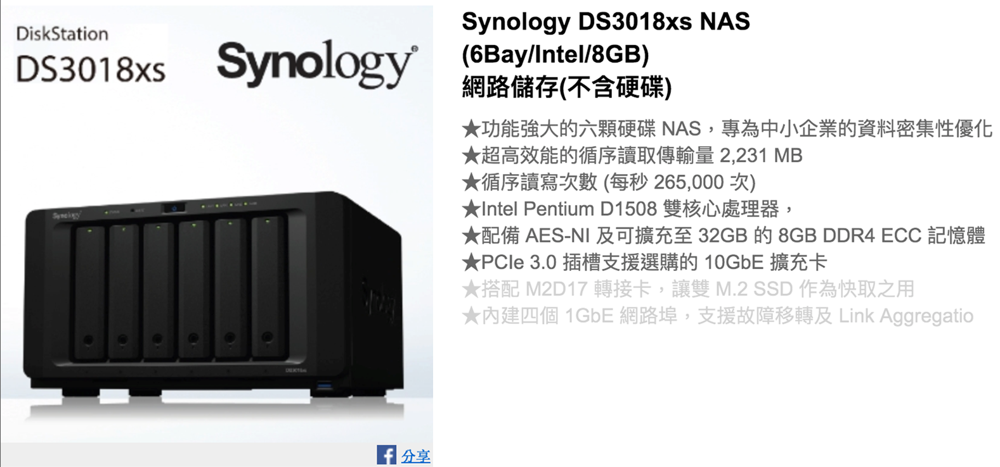 DiskStation
DS3018xs
Synology®
Synology
DS3018xs
分享
Synology DS3018xs NAS
(6Bay/Intel/8GB)
網路儲存(不含硬碟)
★功能強大的六顆硬碟 NAS，專為中小企業的資料密集性優化
★超高效能的循序讀取傳輸量 2,231 MB
★循序讀寫次數 (每秒 265,000 次)
★Intel Pentium D1508 雙核心處理器，
★配備 AES-NI 及可擴充至 32GB 的 8GB DDR4 ECC 記憶體
★PCIe 3.0 插槽支援選購的 10GbE 擴充卡
★搭配 M2D17 轉接卡，讓雙 M.2 SSD 作為快取之用
★內建四個 1GbE 網路埠，支援故障移轉及 Link Aggregatio